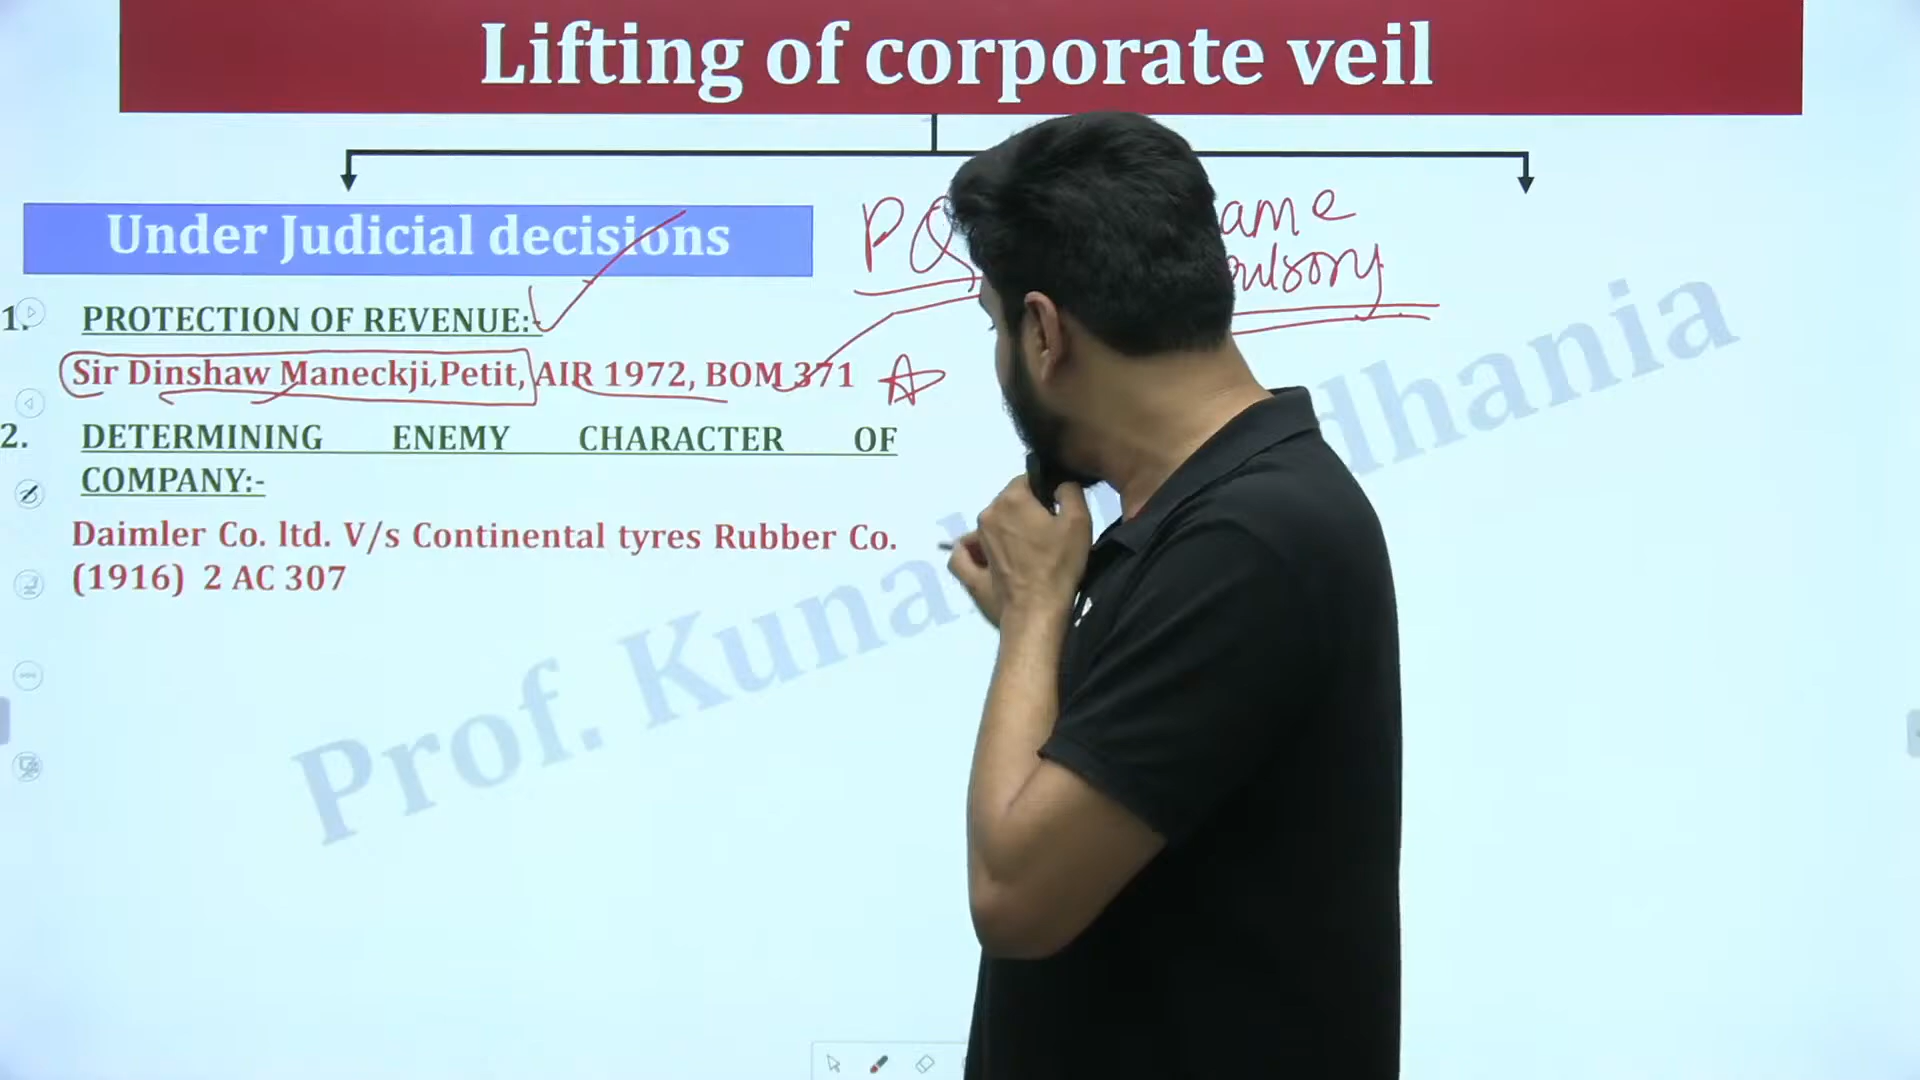 Lifting of corporate veil
Under Judicial decisions
PQ
1. PROTECTION OF REVENUE:-
Sir Dinshaw Maneckji,Petit, AIR 1972, BOM 371
2. DETERMINING ENEMY CHARACTER OF
COMPANY:-
Daimler Co. ltd. V/s Continental tyres Rubber Co.
(1916) 2 AC 307
Prof. Kunal
dhania